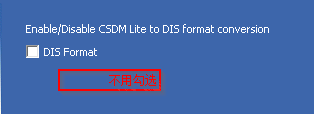 Enable/Disable CSDM Lite to DIS format conversion
DIS Format
不用勾选